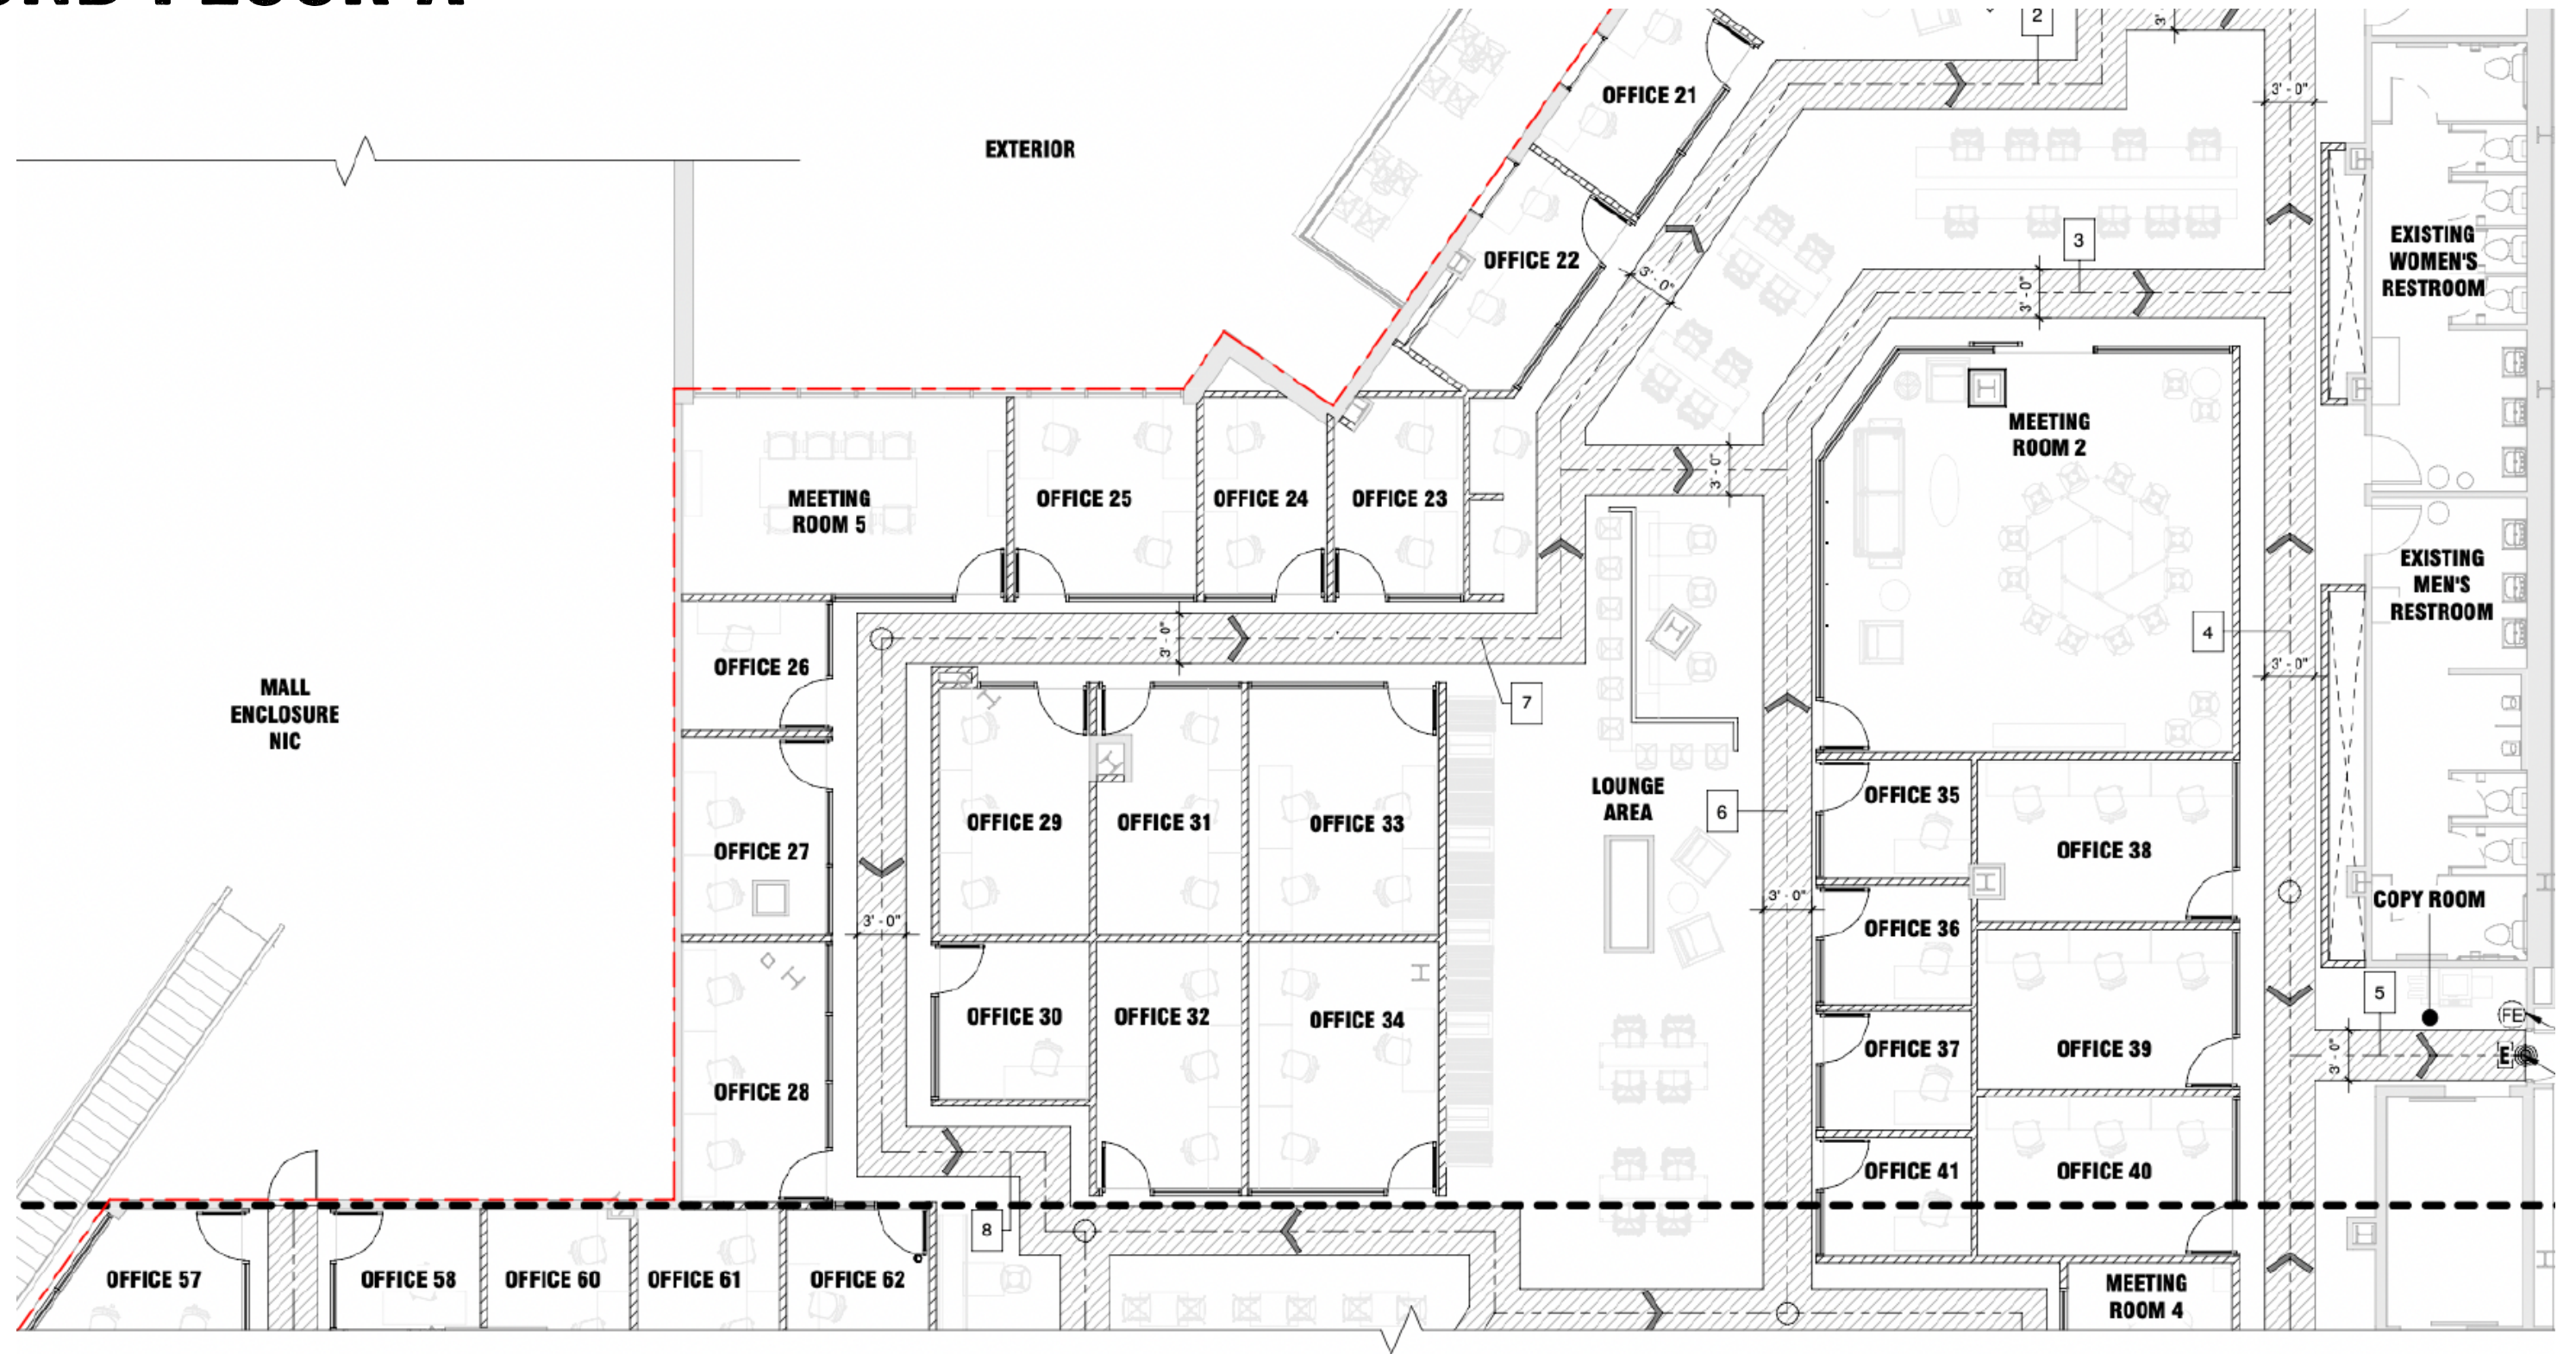 OFFICE 21
2
3'
3' - 0"
EXTERIOR
OFFICE 22
3' - 0"
3
3' - 0"
EXISTING
WOMEN'S
RESTROOM
MEETING
ROOM 2
MEETING
ROOM 5
OFFICE 25
OFFICE 24
OFFICE 23
3' - 0"
EXISTING
MEN'S
RESTROOM
4
3' - 0"
3' - 0"
OFFICE 26
7
MALL
ENCLOSURE
NIC
LOUNGE
AREA
6
OFFICE 35
OFFICE 29
OFFICE 31
OFFICE 33
OFFICE 27
OFFICE 38
3' - 0"
3' - 0"
COPY ROOM
OFFICE 36
5
FE
OFFICE 30
OFFICE 32
OFFICE 34
OFFICE 37
OFFICE 39
3' - 0"
E
OFFICE 28
OFFICE 41
OFFICE 40
8
OFFICE 57
OFFICE 58
OFFICE 60
OFFICE 61
OFFICE 62
MEETING
ROOM 4